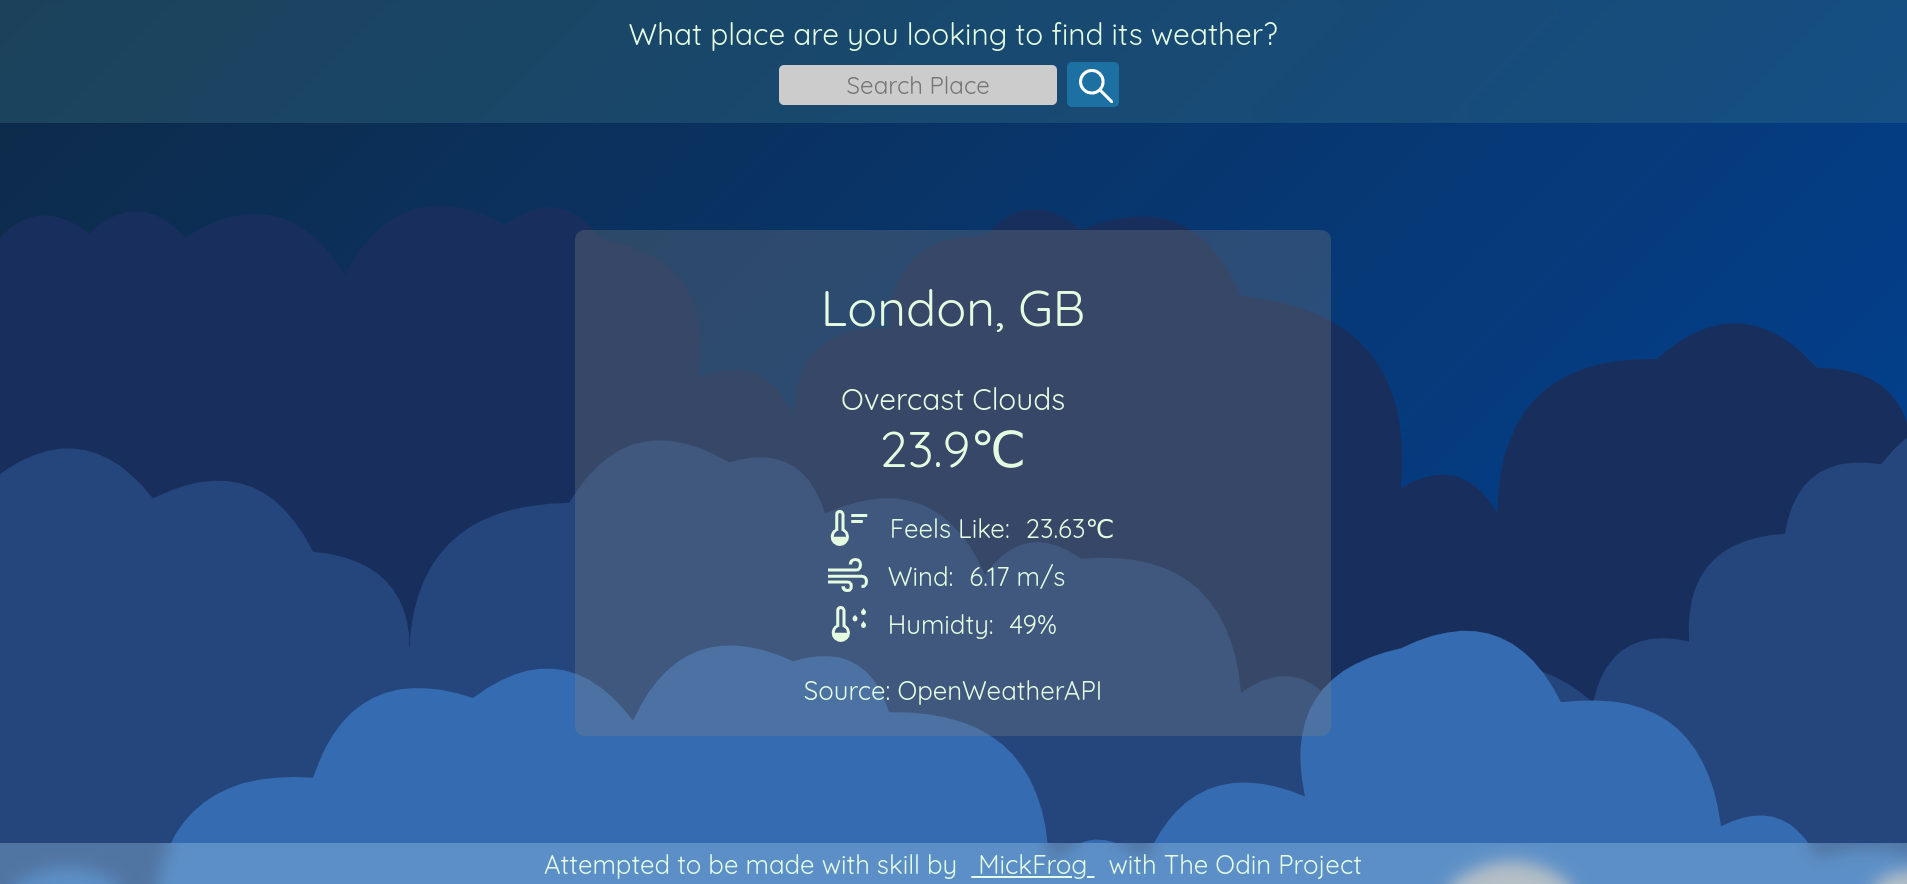 What place are you looking to find its weather?
Search Place
London, GB
Overcast Clouds
23.9℃
Feels Like: 23.63℃
Wind: 6.17 m/s
Humidty: 49%
Source: OpenWeatherAPI
Attempted to be made with skill by MickFrog with The Odin Project